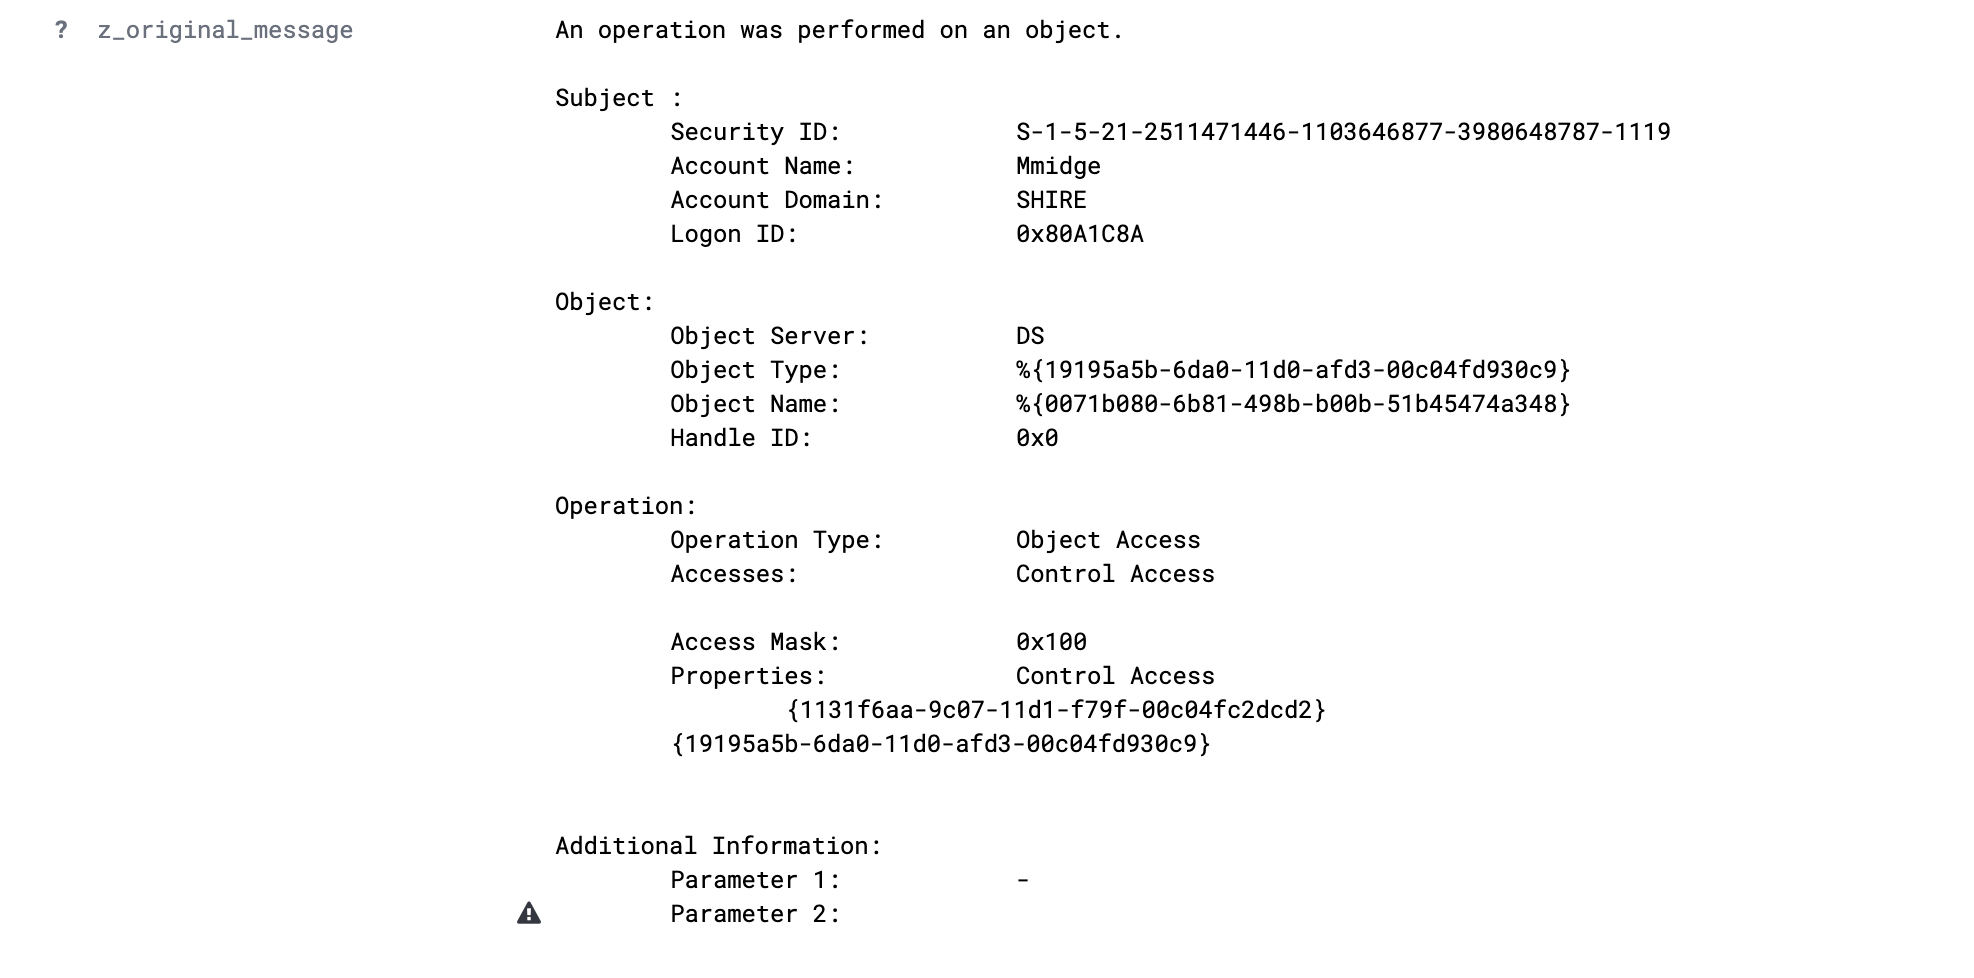 ? z_original_message An operation was performed on an object.
Subject :
Security ID: S-1-5-21-2511471446-1103646877-3980648787-1119
Account Name: Mmidge
Account Domain: SHIRE
Logon ID: 0x80A1C8A
Object:
Object Server: DS
Object Type: %{19195a5b-6da0-11d0-afd3-00c04fd930c9}
Object Name: %{0071b080-6b81-498b-b00b-51b45474a348}
Handle ID: 0x0
Operation:
Operation Type: Object Access
Accesses: Control Access
Access Mask: 0x100
Properties: Control Access
{1131f6aa-9c07-11d1-f79f-00c04fc2dcd2}
{19195a5b-6da0-11d0-afd3-00c04fd930c9}
Additional Information:
Parameter 1: -
Parameter 2: